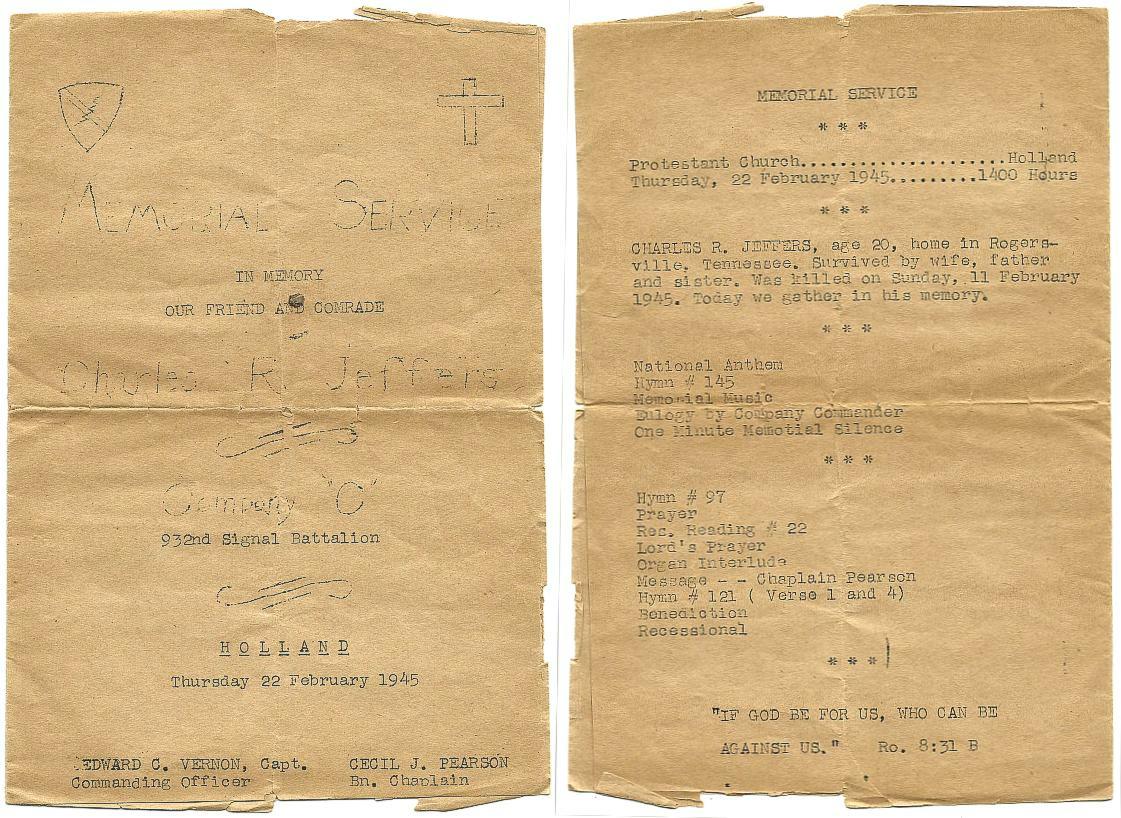 MEMORIAL SERVICE
IN MEMORY
OUR FRIEND AND COMRADE
Charles R. Jeffers
Company "C"
932nd Signal Battalion
HOLLAND
Thursday 22 February 1945
EDWARD C. VERNON, Capt. CECIL J. PEARSON
Commanding Officer Bn. Chaplain
MEMORIAL SERVICE
* * *
Protestant Church.....................Holland
Thursday, 22 February 1945.........1400 Hours
* * *
CHARLES R. JEFFERS, age 20, home in Rogers-
ville, Tennessee. Survived by wife, father
and sister. Was killed on Sunday, 11 February
1945. Today we gather in his memory.
* * *
National Anthem
Hymn # 145
Memorial Music
Eulogy by Company Commander
One Minute Memotial Silence
* * *
Hymn # 97
Prayer
Res. Reading # 22
Lord's Prayer
Organ Interlude
Message - - Chaplain Pearson
Hymn # 121 ( Verse 1 and 4)
Benediction
Recessional
* * *
"IF GOD BE FOR US, WHO CAN BE
AGAINST US." Ro. 8:31 B